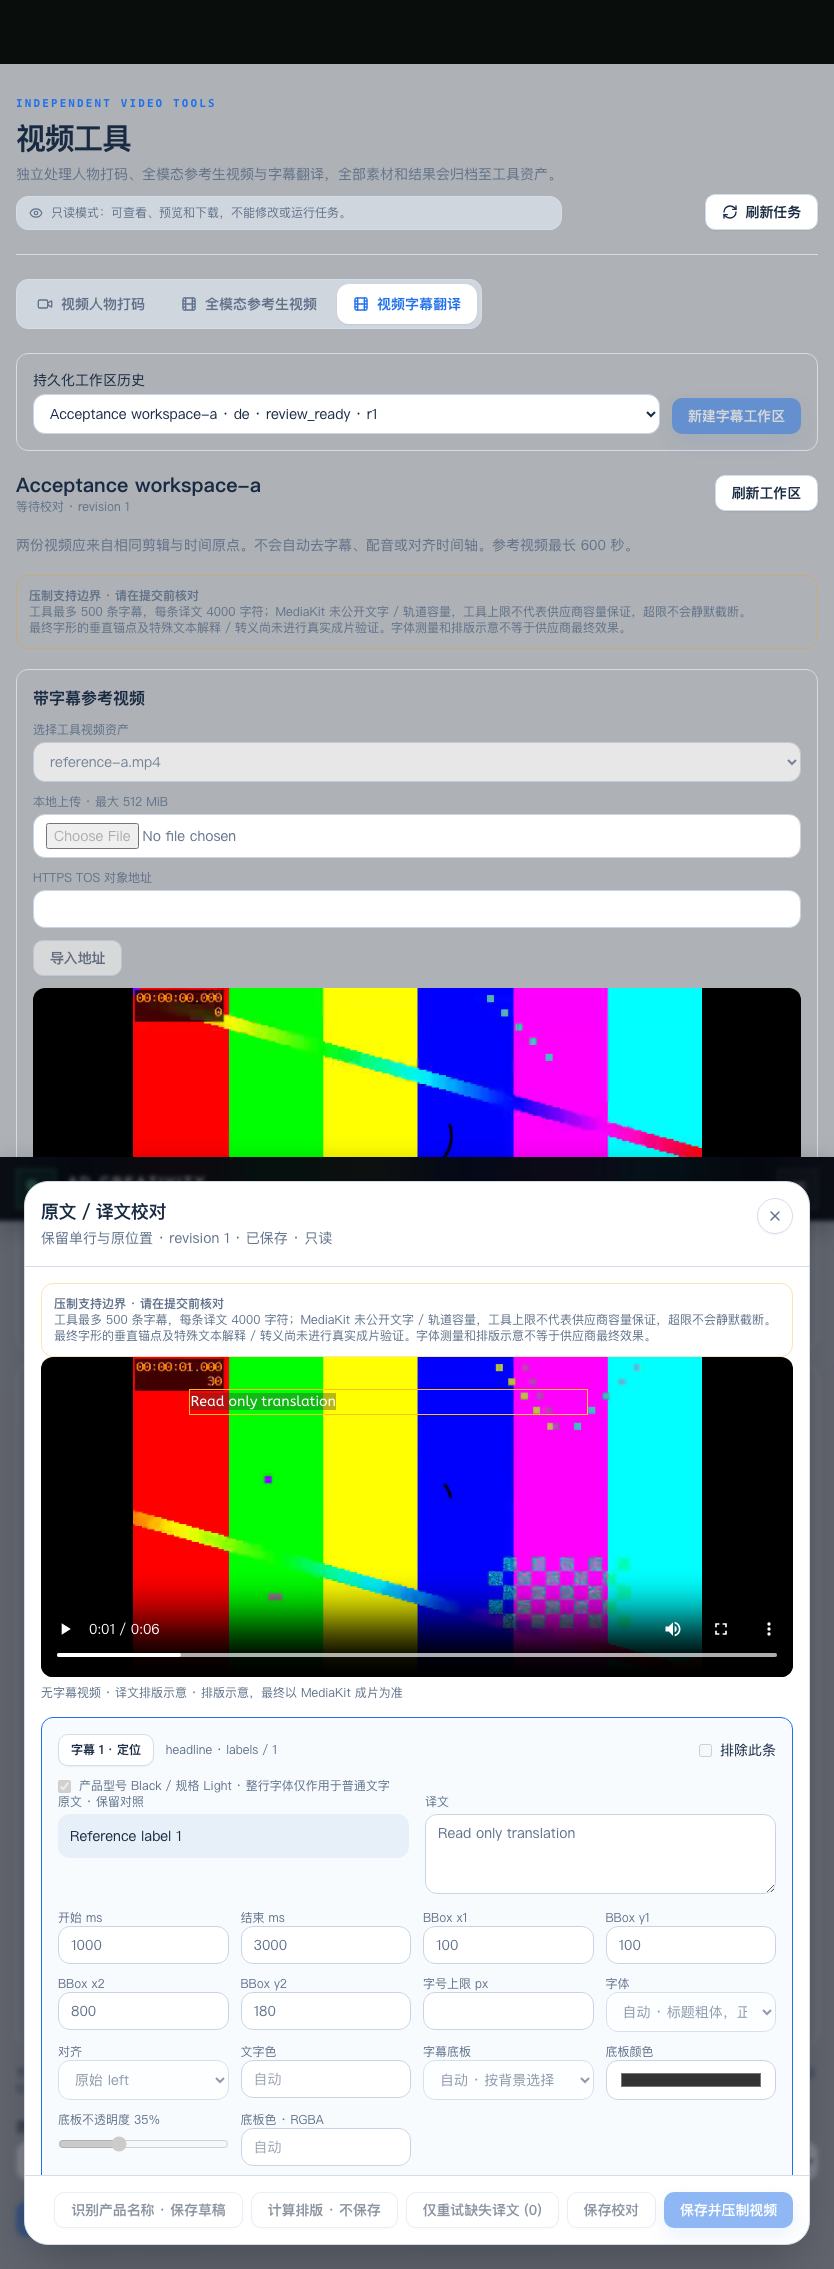 INDEPENDENT VIDEO TOOLS
视频工具
独立处理人物打码、全模态参考生视频与字幕翻译，全部素材和结果会归档至工具资产。
只读模式：可查看、预览和下载，不能修改或运行任务。
刷新任务
视频人物打码 全模态参考生视频 视频字幕翻译
持久化工作区历史
Acceptance workspace-a · de · review_ready · r1
新建字幕工作区
Acceptance workspace-a
等待校对 · revision 1
刷新工作区
两份视频应来自相同剪辑与时间原点。不会自动去字幕、配音或对齐时间轴。参考视频最长 600 秒。
压制支持边界 · 请在提交前核对
工具最多 500 条字幕，每条译文 4000 字符；MediaKit 未公开文字 / 轨道容量，工具上限不代表供应商容量保证，超限不会静默截断。
最终字形的垂直锚点及特殊文本解释 / 转义尚未进行真实成片验证。字体测量和排版示意不等于供应商最终效果。
带字幕参考视频
选择工具视频资产
reference-a.mp4
本地上传 · 最大 512 MiB
Choose File No file chosen
HTTPS TOS 对象地址
导入地址
00:00:00.000
0
原文 / 译文校对
保留单行与原位置 · revision 1 · 已保存 · 只读
压制支持边界 · 请在提交前核对
工具最多 500 条字幕，每条译文 4000 字符；MediaKit 未公开文字 / 轨道容量，工具上限不代表供应商容量保证，超限不会静默截断。
最终字形的垂直锚点及特殊文本解释 / 转义尚未进行真实成片验证。字体测量和排版示意不等于供应商最终效果。
00:00:01.000
30
Read only translation
0:01 / 0:06
无字幕视频 · 译文排版示意 · 排版示意，最终以 MediaKit 成片为准
字幕 1 · 定位 headline · labels / 1 排除此条
产品型号 Black / 规格 Light · 整行字体仅作用于普通文字
原文 · 保留对照 译文
Reference label 1 Read only translation
开始 ms 结束 ms BBox x1 BBox y1
1000 3000 100 100
BBox x2 BBox y2 字号上限 px 字体
800 180 自动 · 标题粗体，正
对齐 文字色 字幕底板 底板颜色
原始 left 自动 自动 · 按背景选择
底板不透明度 35% 底板色 · RGBA
自动
识别产品名称 · 保存草稿 计算排版 · 不保存 仅重试缺失译文 (0) 保存校对 保存并压制视频